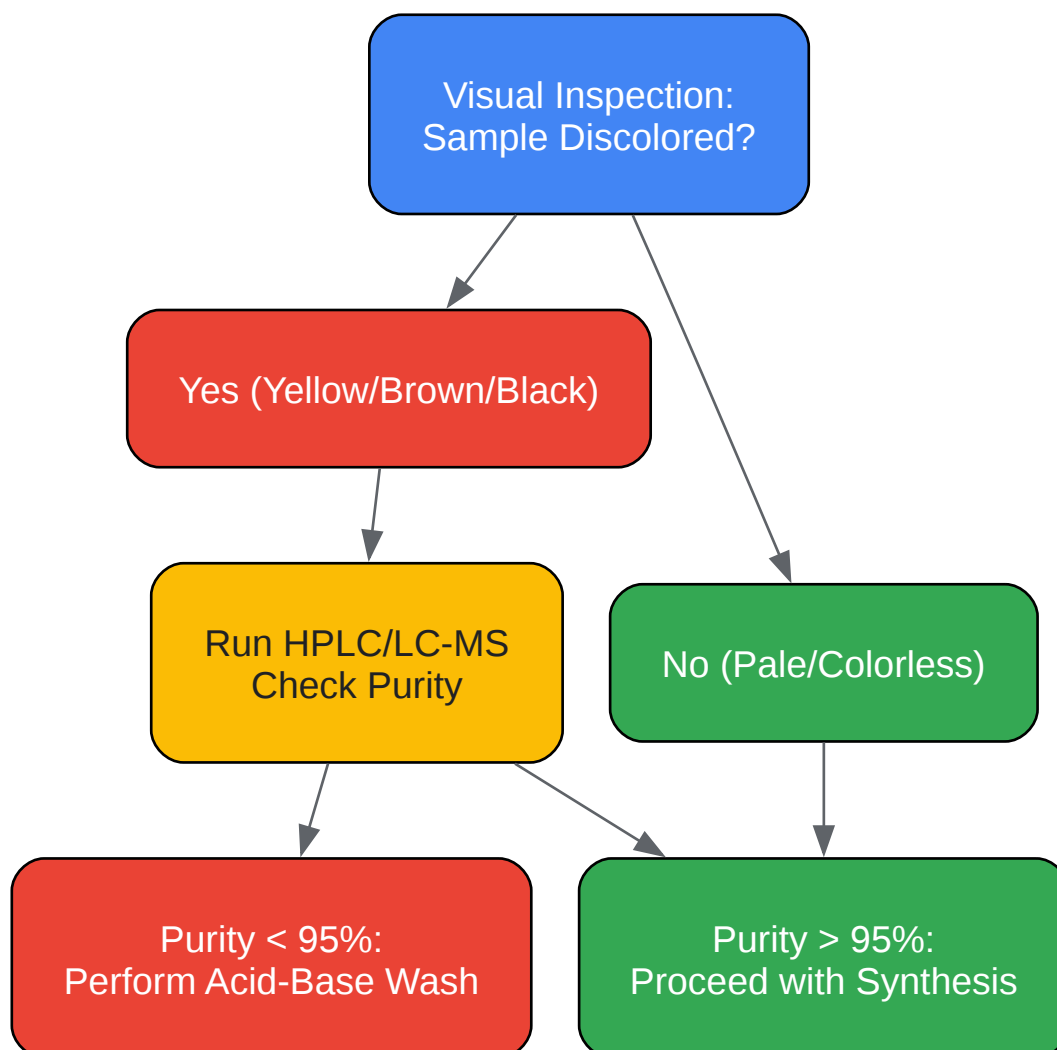 Visual Inspection:
Sample Discolored?
Yes (Yellow/Brown/Black)
Run HPLC/LC-MS
Check Purity
No (Pale/Colorless)
Purity < 95%:
Perform Acid-Base Wash
Purity > 95%:
Proceed with Synthesis